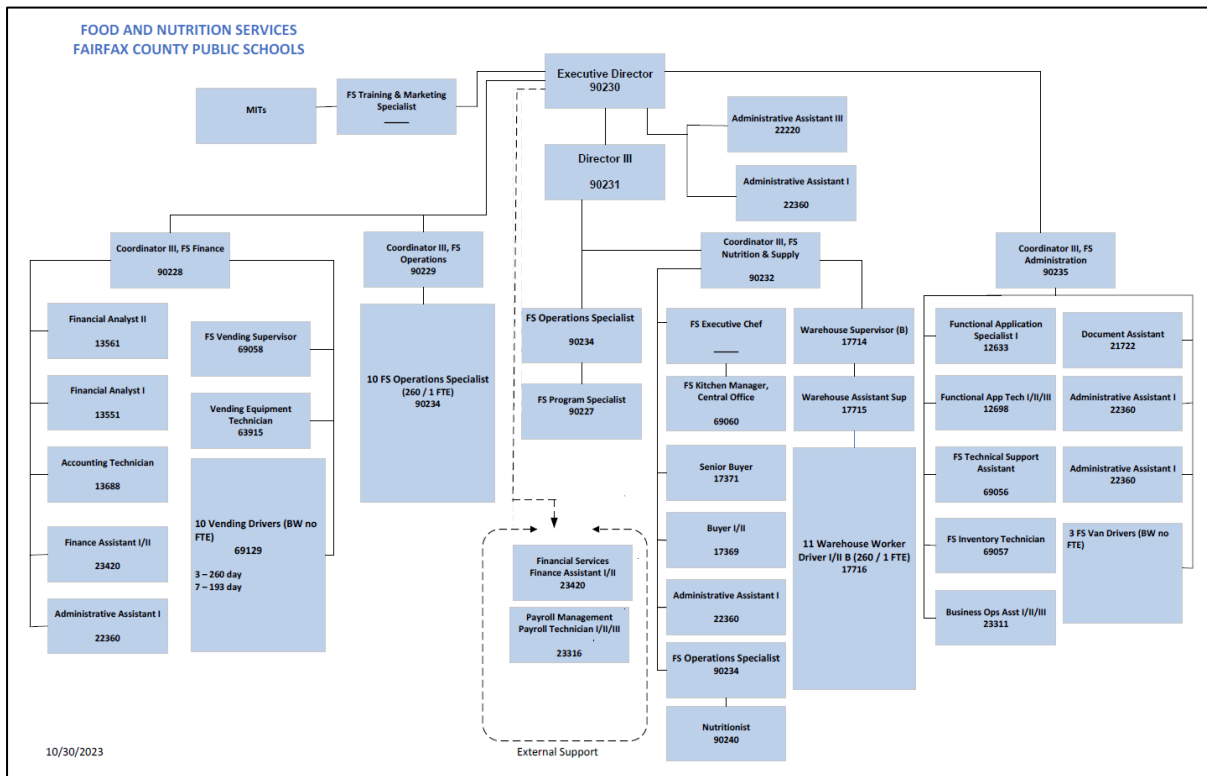 FOOD AND NUTRITION SERVICES
FAIRFAX COUNTY PUBLIC SCHOOLS
Executive Director
90230
MITs
FS Training & Marketing
Specialist
Administrative Assistant III
22220
Director III
90231
Administrative Assistant I
22360
Coordinator III, FS Finance
90228
Coordinator III, FS
Operations
90229
Coordinator III, FS
Nutrition & Supply
90232
Coordinator III, FS
Administration
90235
Financial Analyst II
13561
Financial Analyst I
13551
Accounting Technician
13688
Finance Assistant I/II
23420
Administrative Assistant I
22360
FS Vending Supervisor
69058
Vending Equipment
Technician
63915
10 Vending Drivers (BW no
FTE)
69129
3 – 260 day
7 – 193 day
10 FS Operations Specialist
(260 / 1 FTE)
90234
FS Operations Specialist
90234
FS Program Specialist
90227
Financial Services
Finance Assistant I/II
23420
Payroll Management
Payroll Technician I/II/III
23316
External Support
FS Executive Chef
FS Kitchen Manager,
Central Office
69060
Senior Buyer
17371
Buyer I/II
17369
Administrative Assistant I
22360
FS Operations Specialist
90234
Nutritionist
90240
Warehouse Supervisor (B)
17714
Warehouse Assistant Sup
17715
11 Warehouse Worker
Driver I/II B (260 / 1 FTE)
17716
Functional Application
Specialist I
12633
Functional App Tech I/II/III
12698
FS Technical Support
Assistant
69056
FS Inventory Technician
69057
Business Ops Asst I/II/III
23311
Document Assistant
21722
Administrative Assistant I
22360
Administrative Assistant I
22360
3 FS Van Drivers (BW no
FTE)
10/30/2023